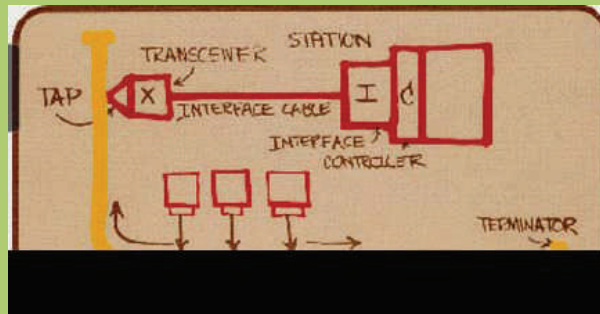 STATION
TRANSCEIVER
TAP
X
I
C
INTERFACE CABLE
INTERFACE
CONTROLLER
TERMINATOR